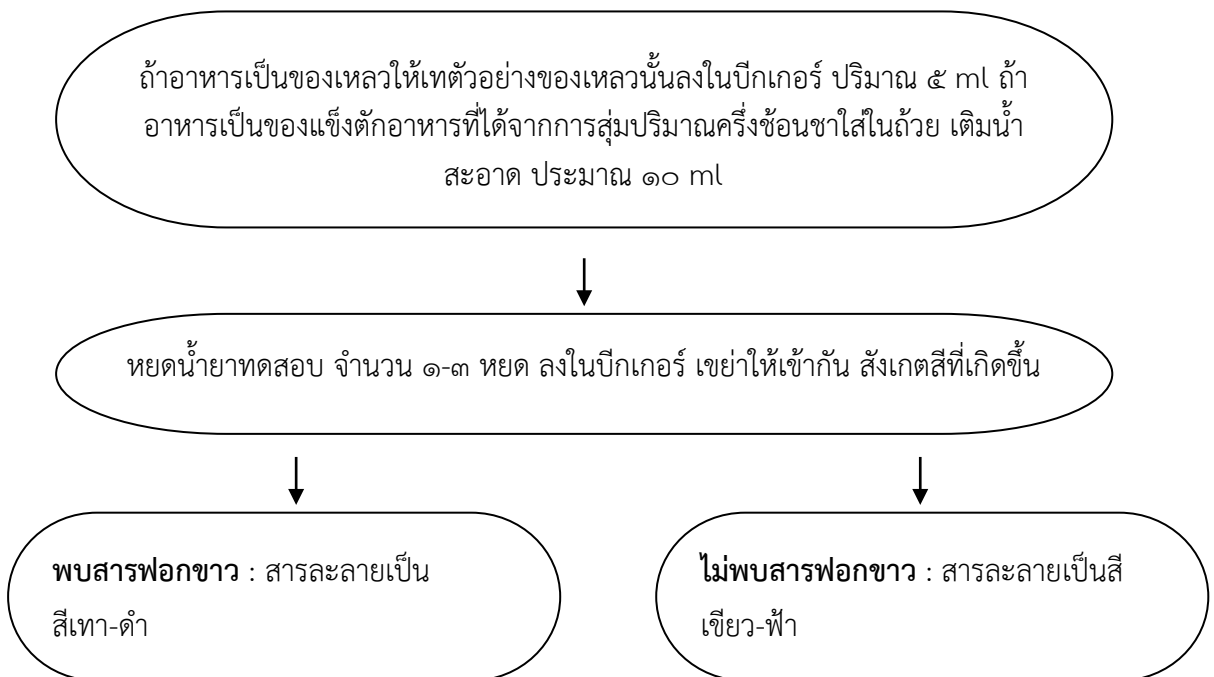 ถ้าอาหารเป็นของเหลวให้เทตัวอย่างของเหลวนั้นลงในบีกเกอร์ ปริมาณ ๕ ml ถ้า
อาหารเป็นของแข็งตักอาหารที่ได้จากการสุ่มปริมาณครึ่งช้อนชาใส่ในถ้วย เติมน้ำ
สะอาด ประมาณ ๑๐ ml
หยดน้ำยาทดสอบ จำนวน ๑-๓ หยด ลงในบีกเกอร์ เขย่าให้เข้ากัน สังเกตสีที่เกิดขึ้น
พบสารฟอกขาว : สารละลายเป็น
สีเทา-ดำ
ไม่พบสารฟอกขาว : สารละลายเป็นสี
เขียว-ฟ้า